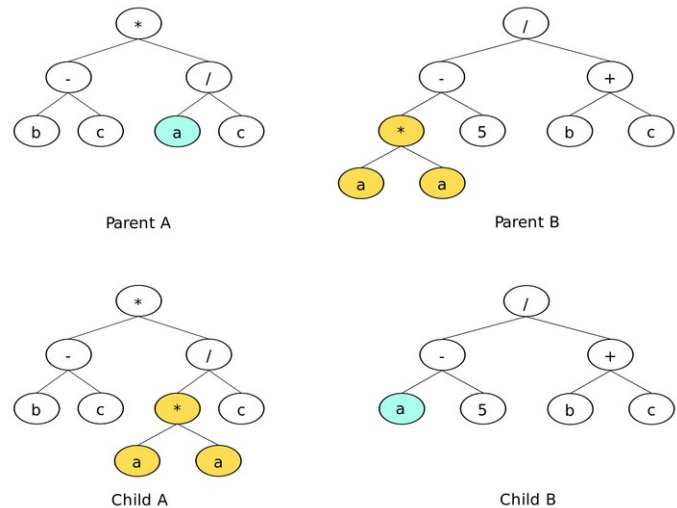 * /
- / - +
b c a c * 5 b c
a a
Parent A Parent B
* /
- / - +
b c * c a 5 b c
a a
Child A Child B